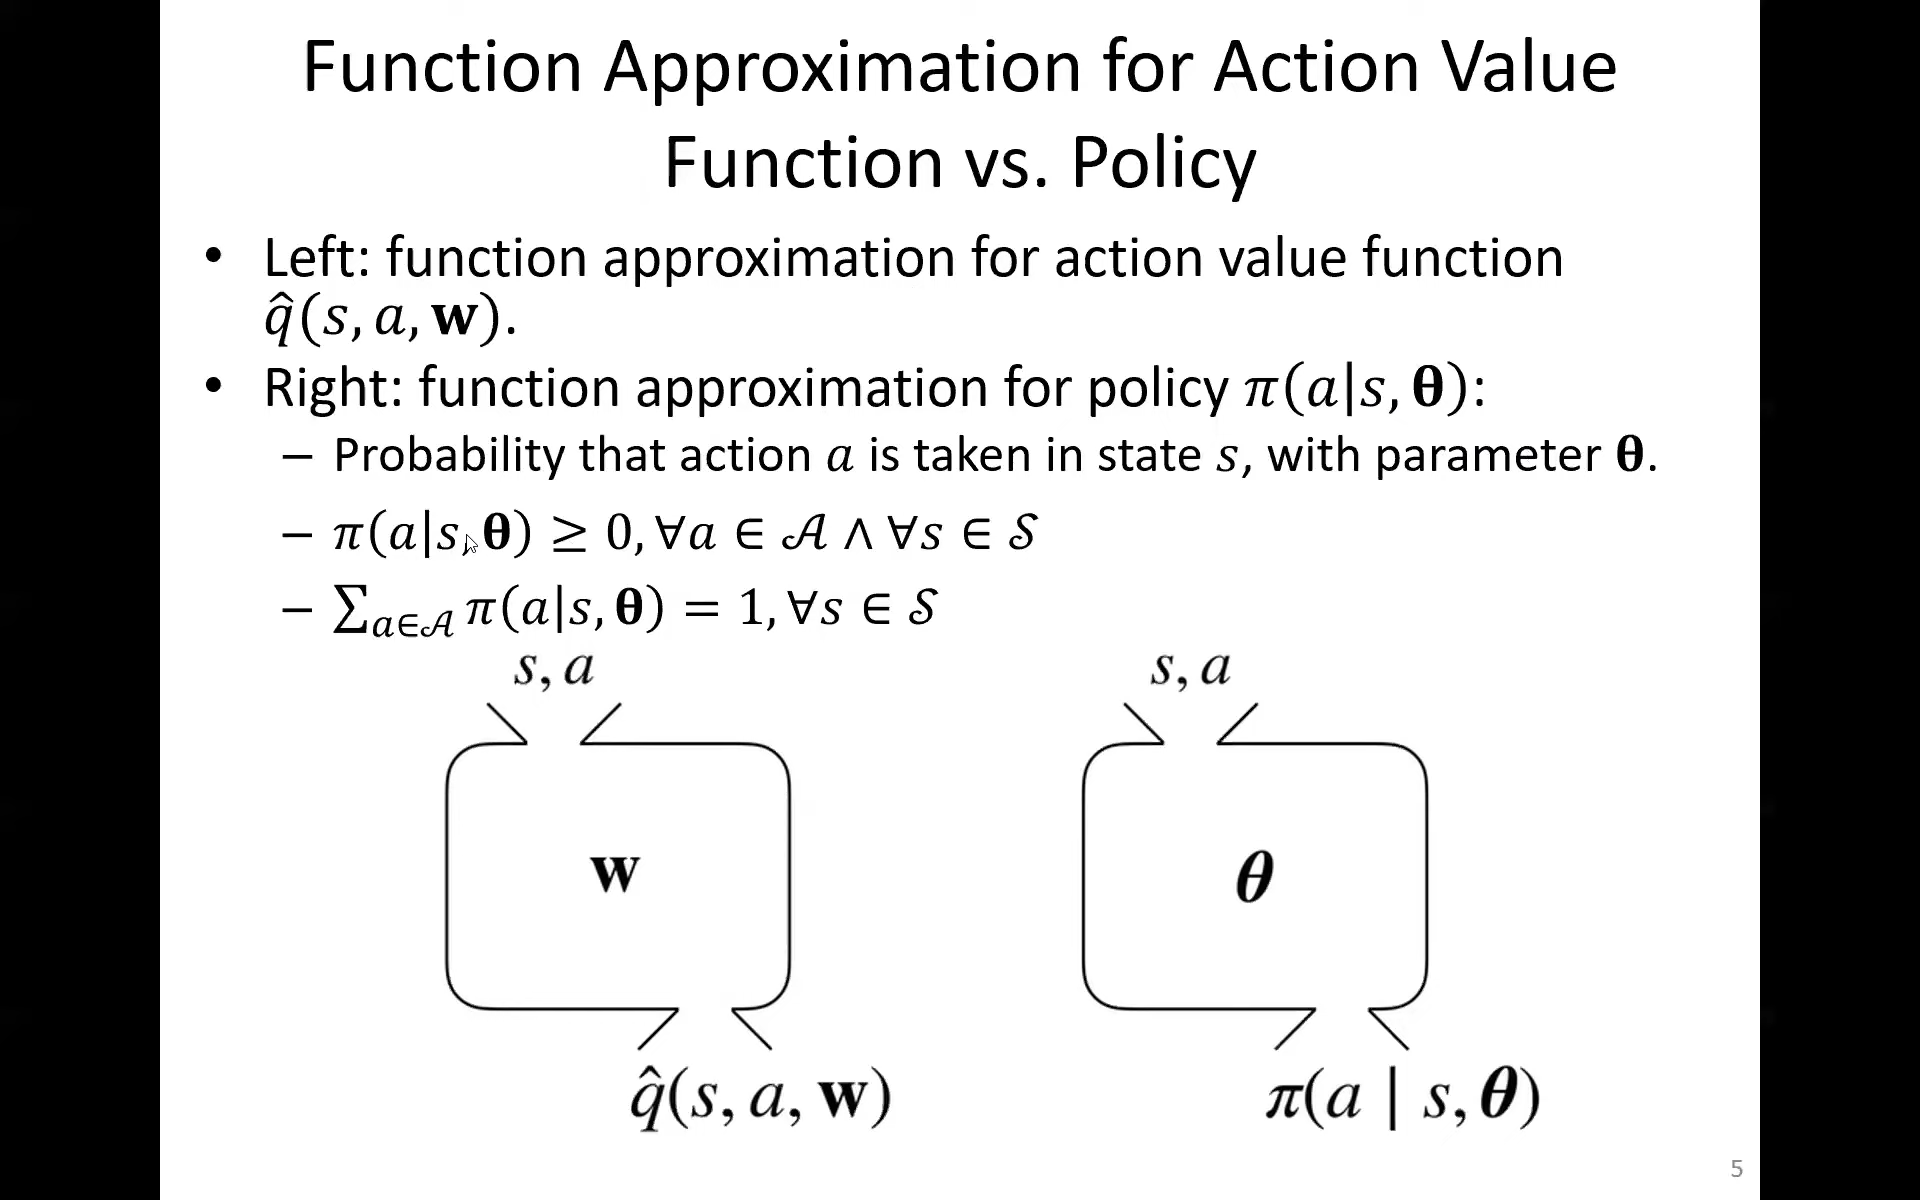 Function Approximation for Action Value
Function vs. Policy
• Left: function approximation for action value function
q̂(s, a, 𝐰).
• Right: function approximation for policy π(a|s, 𝛉):
– Probability that action a is taken in state s, with parameter 𝛉.
– π(a|s, 𝛉) ≥ 0, ∀a ∈ 𝒜 ∧ ∀s ∈ 𝒮
– ∑_{a∈𝒜} π(a|s, 𝛉) = 1, ∀s ∈ 𝒮
s, a
s, a
𝐰
𝜽
q̂(s, a, 𝐰)
π(a | s, 𝜽)
5